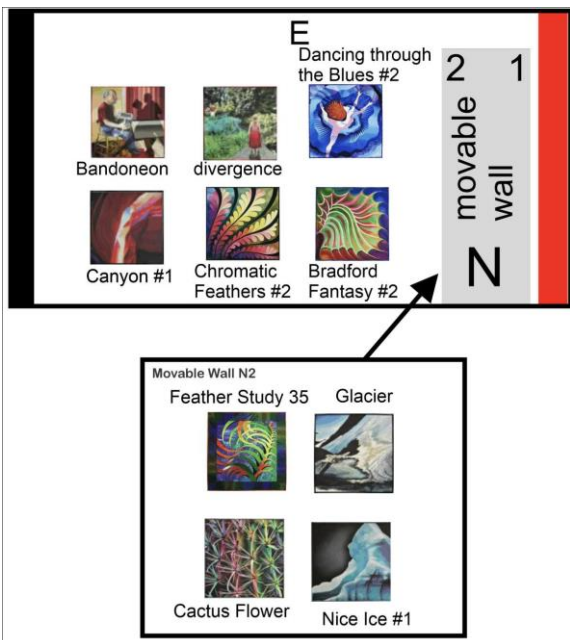 E
Dancing through
the Blues #2
2 1
movable
wall
N
Bandoneon
divergence
Canyon #1
Chromatic
Feathers #2
Bradford
Fantasy #2
Movable Wall N2
Feather Study 35
Glacier
Cactus Flower
Nice Ice #1